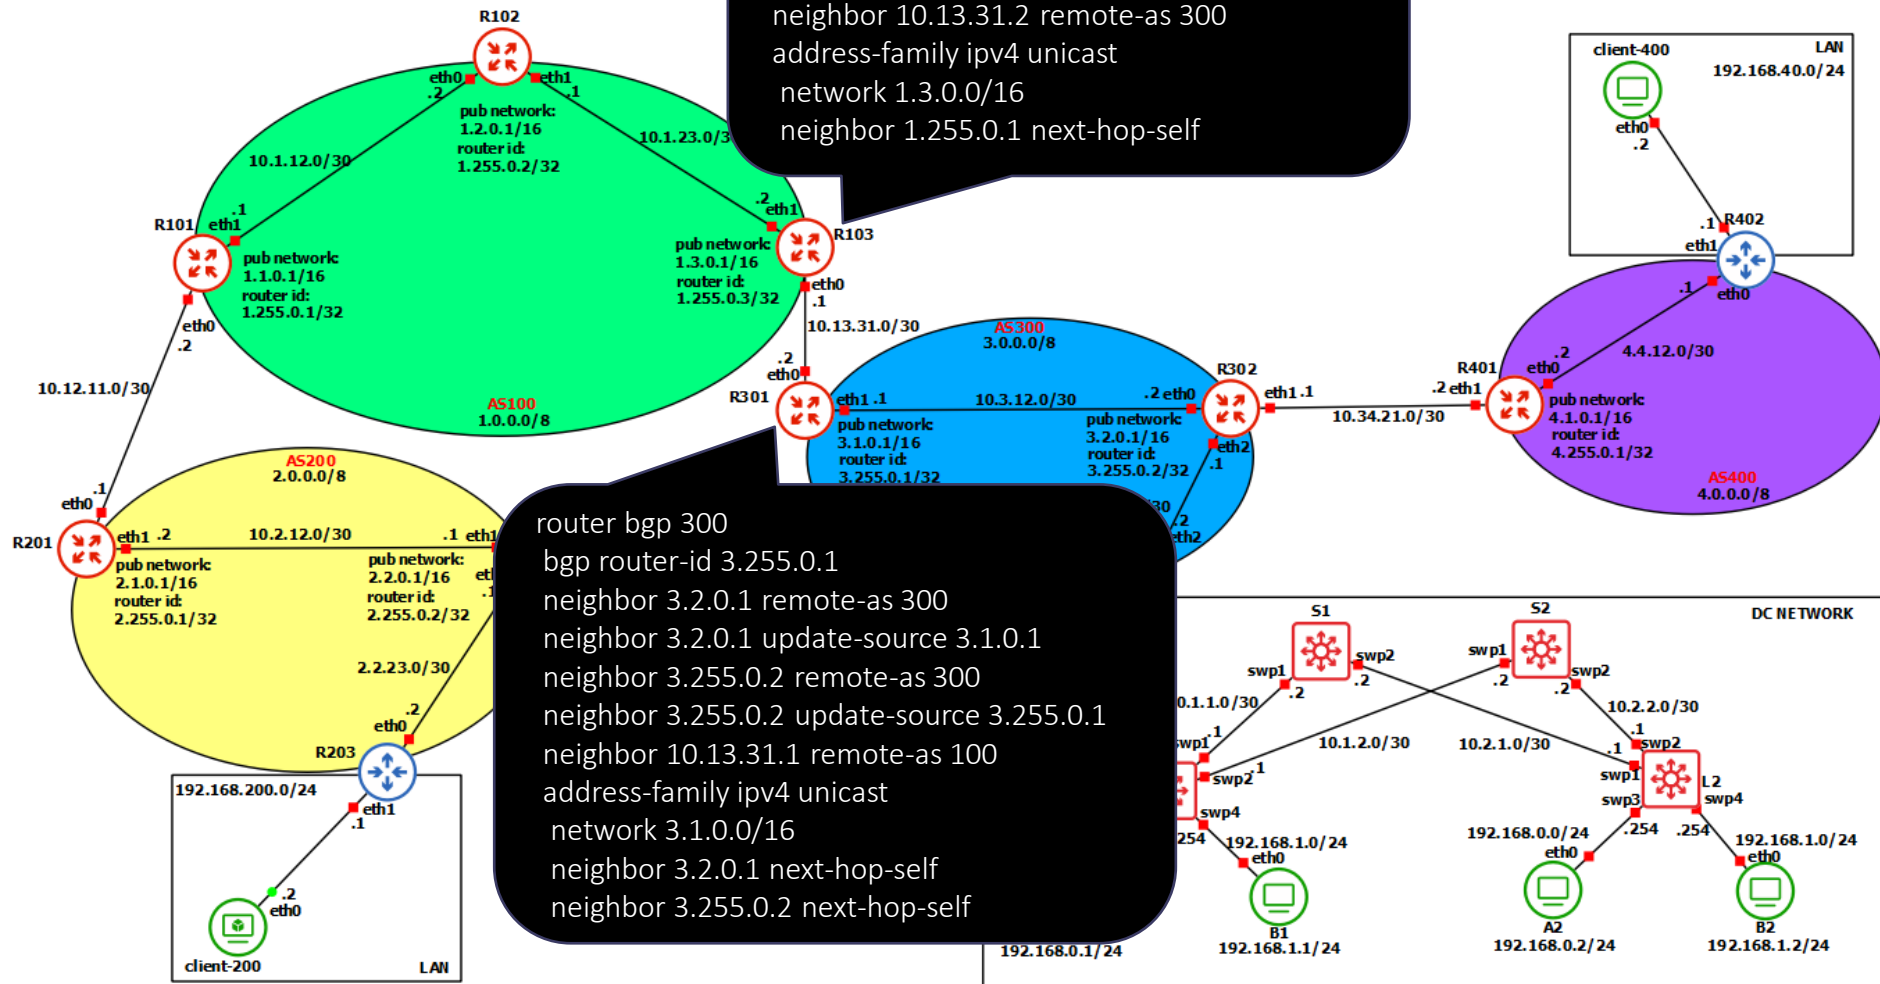 neighbor 10.13.31.2 remote-as 300
address-family ipv4 unicast
network 1.3.0.0/16
neighbor 1.255.0.1 next-hop-self
R102
eth0
.2
eth1
.1
pub network:
1.2.0.1/16
router id:
1.255.0.2/32
10.1.12.0/30
10.1.23.0/3
R101
.1
eth1
pub network:
1.1.0.1/16
router id:
1.255.0.1/32
eth0
.2
.2
eth1
R103
pub network:
1.3.0.1/16
router id:
1.255.0.3/32
eth0
.1
AS100
1.0.0.0/8
10.12.11.0/30
10.13.31.0/30
client-400
LAN
192.168.40.0/24
eth0
.2
.1
R402
eth1
.1
eth0
4.4.12.0/30
R401
.2
eth0
.2 eth1
pub network:
4.1.0.1/16
router id:
4.255.0.1/32
AS400
4.0.0.0/8
AS300
3.0.0.0/8
.2
eth0
R301
eth1 .1
10.3.12.0/30
.2 eth0
R302
eth1 .1
10.34.21.0/30
pub network:
3.1.0.1/16
router id:
3.255.0.1/32
pub network:
3.2.0.1/16
router id:
3.255.0.2/32
eth2
.1
30
.2
eth2
AS200
2.0.0.0/8
.1
eth0
R201
eth1 .2
10.2.12.0/30
.1 eth1
pub network:
2.1.0.1/16
router id:
2.255.0.1/32
pub network:
2.2.0.1/16
router id:
2.255.0.2/32
et
.1
2.2.23.0/30
.2
eth0
R203
192.168.200.0/24
eth1
.1
.2
eth0
client-200
LAN
router bgp 300
bgp router-id 3.255.0.1
neighbor 3.2.0.1 remote-as 300
neighbor 3.2.0.1 update-source 3.1.0.1
neighbor 3.255.0.2 remote-as 300
neighbor 3.255.0.2 update-source 3.255.0.1
neighbor 10.13.31.1 remote-as 100
address-family ipv4 unicast
network 3.1.0.0/16
neighbor 3.2.0.1 next-hop-self
neighbor 3.255.0.2 next-hop-self
S1
S2
DC NETWORK
swp1
.2
swp2
.2
swp1
.2
swp2
.2
0.1.1.0/30
10.2.2.0/30
10.1.2.0/30
10.2.1.0/30
.1
swp1
.1
swp2
swp4
254
.1
swp2
.1
swp1
L2
swp3
swp4
.254
.254
192.168.1.0/24
eth0
192.168.0.0/24
eth0
192.168.1.0/24
eth0
B1
192.168.1.1/24
A2
192.168.0.2/24
B2
192.168.1.2/24
192.168.0.1/24